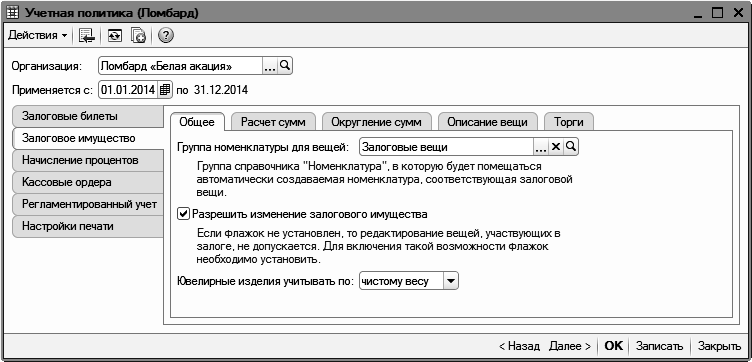 Учетная политика (Ломбард)
Действия
Организация: Ломбард «Белая акация» ...
Применяется с: 01.01.2014 по 31.12.2014
Залоговые билеты
Залоговое имущество
Начисление процентов
Кассовые ордера
Регламентированный учет
Настройки печати
Общее Расчет сумм Округление сумм Описание вещи Торги
Группа номенклатуры для вещей: Залоговые вещи ...
Группа справочника "Номенклатура", в которую будет помещаться
автоматически создаваемая номенклатура, соответствующая залоговой
вещи.
Разрешить изменение залогового имущества
Если флажок не установлен, то редактирование вещей, участвующих в
залоге, не допускается. Для включения такой возможности флажок
необходимо установить.
Ювелирные изделия учитывать по: чистому весу
< Назад Далее > OK Записать Закрыть